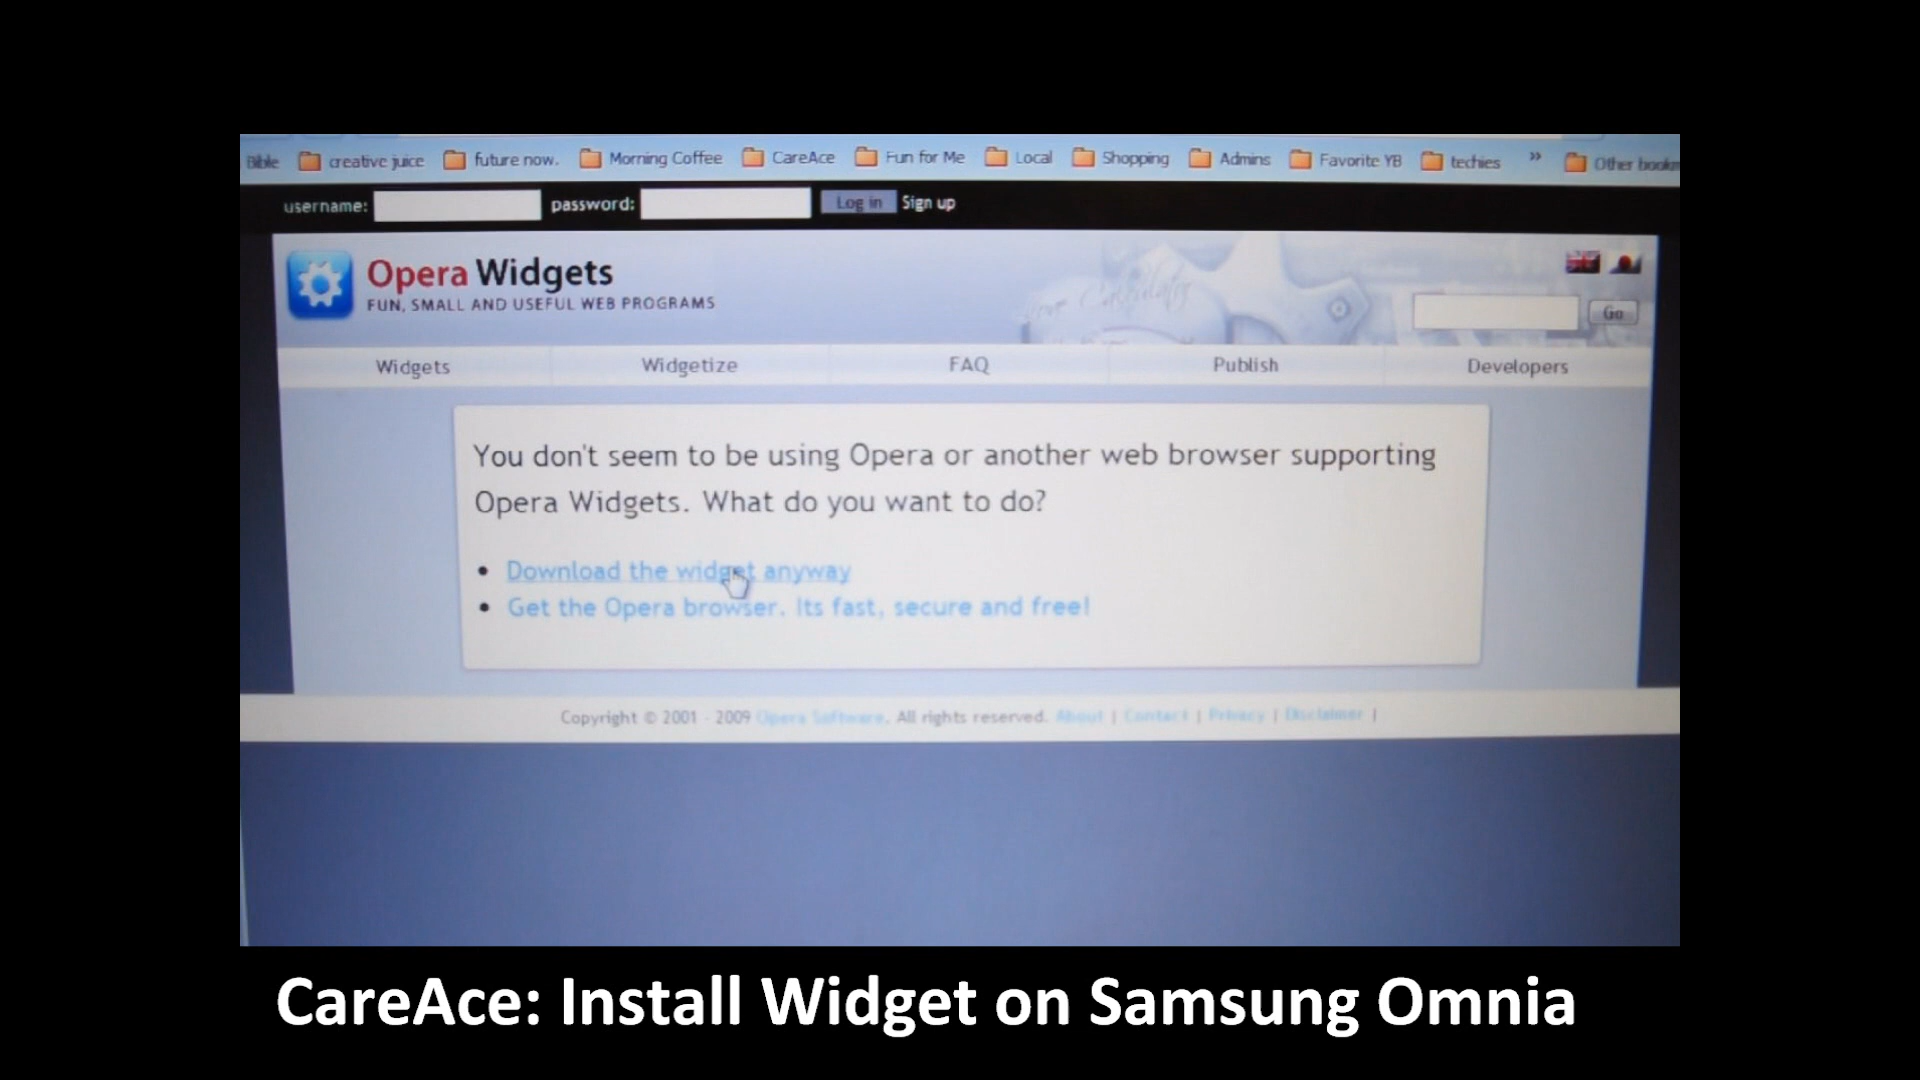 Bible creative juice future now. Morning Coffee CareAce Fun for Me Local Shopping Admins Favorite YB techies » Other bookm
username: password: Log in Sign up
Opera Widgets
FUN, SMALL AND USEFUL WEB PROGRAMS
Go
Widgets Widgetize FAQ Publish Developers
You don't seem to be using Opera or another web browser supporting
Opera Widgets. What do you want to do?
• Download the widget anyway
• Get the Opera browser. Its fast, secure and free!
Copyright © 2001 - 2009 Opera Software. All rights reserved. About | Contact | Privacy | Disclaimer |
CareAce: Install Widget on Samsung Omnia